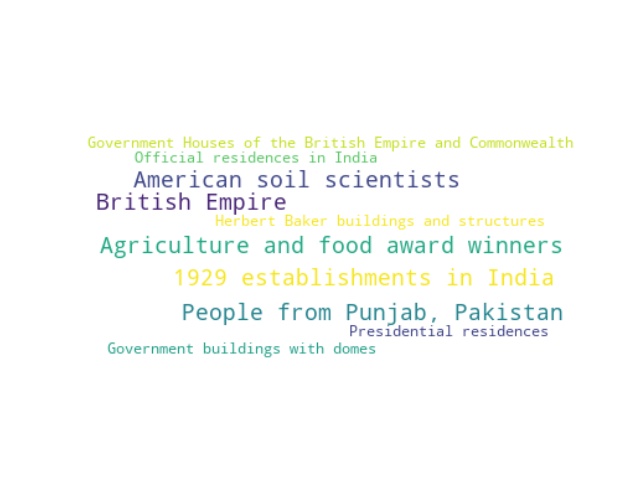 Government Houses of the British Empire and Commonwealth
Official residences in India
American soil scientists
British Empire
Herbert Baker buildings and structures
Agriculture and food award winners
1929 establishments in India
People from Punjab, Pakistan
Presidential residences
Government buildings with domes